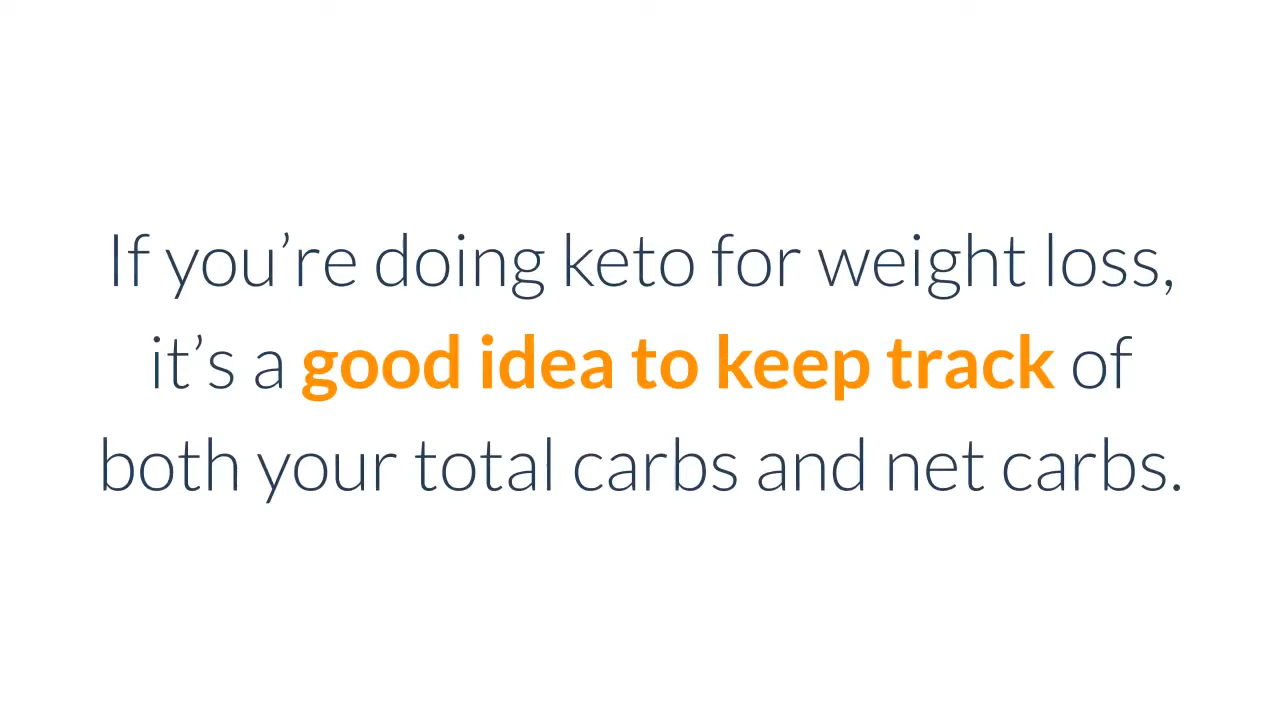 If you’re doing keto for weight loss,
it’s a good idea to keep track of
both your total carbs and net carbs.